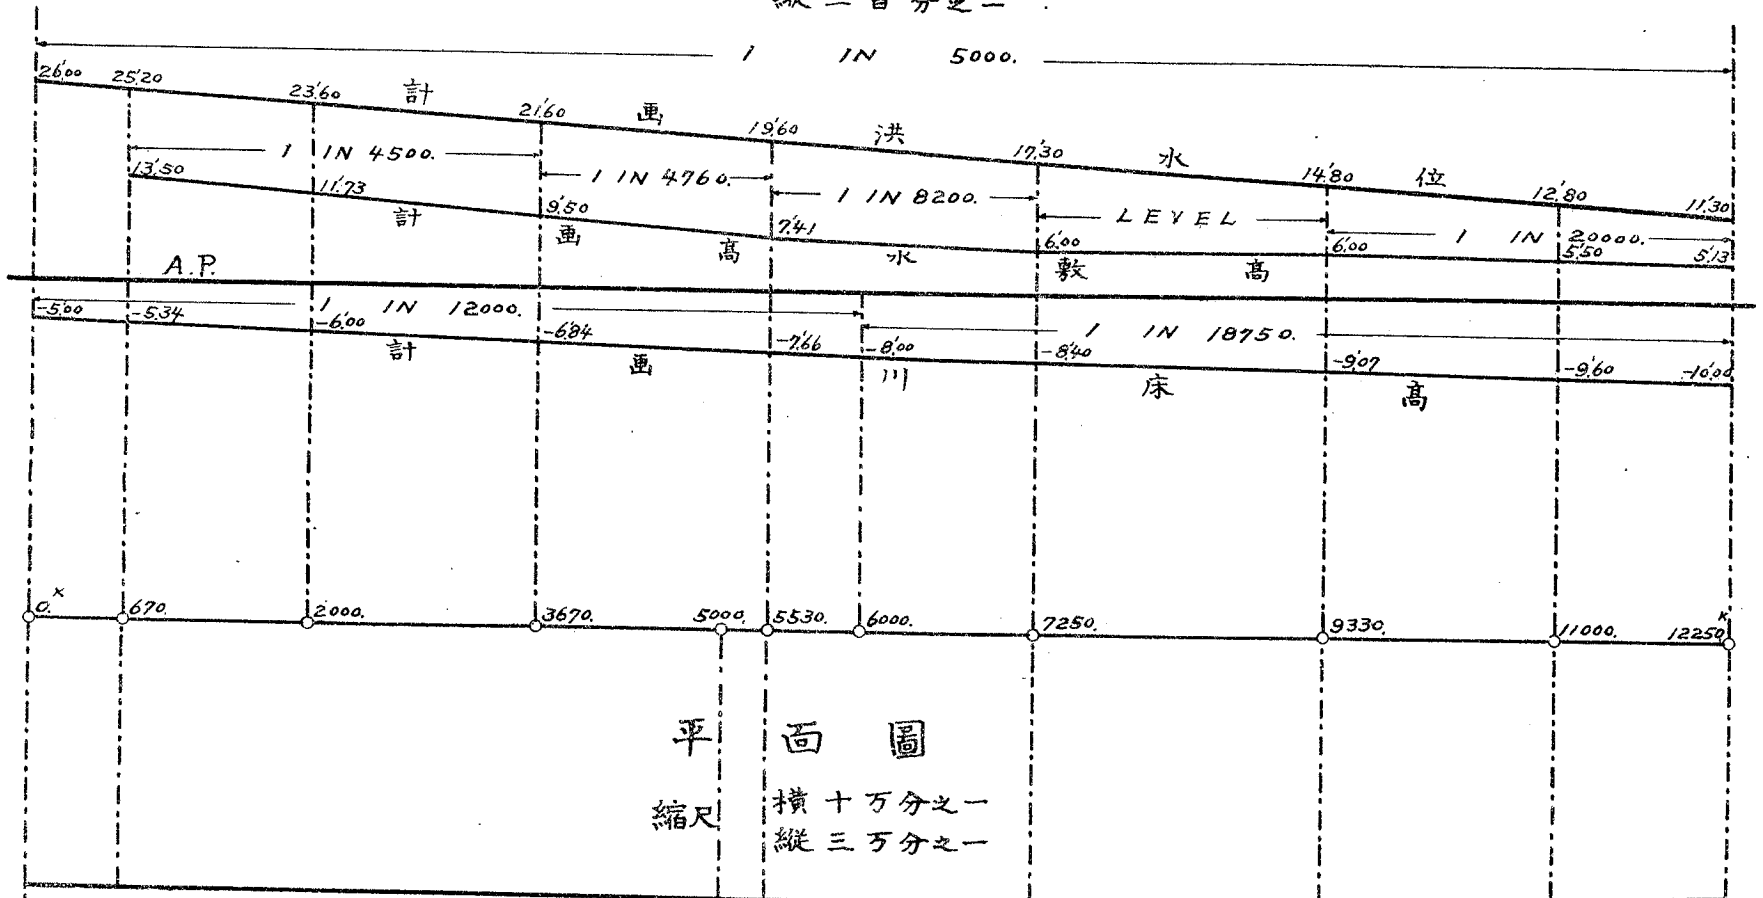 縦二百分之一
1 IN 5000.
26'.00 25'.20 23'.60 21'.60 19'.60 17'.30 14'.80 12'.80 11'.30
計画洪水位
1 IN 4500. 1 IN 4760. 1 IN 8200. LEVEL 1 IN 20000.
13'.50 11'.73 9'.50 7'.41 6'.00 6'.00 5'.50 5'.13
計画高水敷高
A.P.
1 IN 12000. 1 IN 18750.
-5.00 -5.34 -6'.00 -6'.84 -7'.66 -8'.00 -8'.40 -9'.07 -9'.60 -10'.00
計画川床高
0.K 670. 2000. 3670. 5000. 5530. 6000. 7250. 9330. 11000. 12250.K
平面圖
縮尺 横十万分之一
縦三万分之一